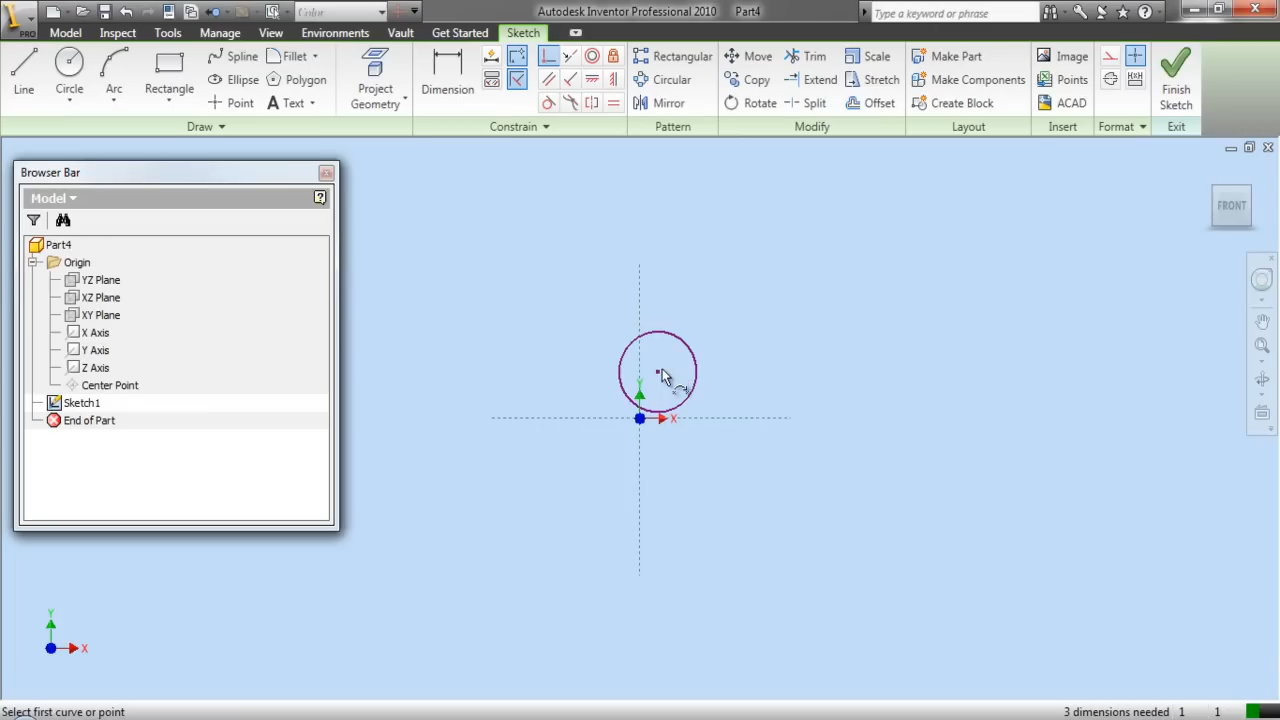 PRO Color Autodesk Inventor Professional 2010 Part4 Type a keyword or phrase
Model Inspect Tools Manage View Environments Vault Get Started Sketch
Line Circle Arc Rectangle Spline Fillet
Ellipse Polygon
Point Text
Project Geometry
Dimension
Rectangular Move Trim Scale Make Part Image
Circular Copy Extend Stretch Make Components Points
Mirror Rotate Split Offset Create Block ACAD
Finish Sketch
Draw Constrain Pattern Modify Layout Insert Format Exit
Browser Bar
Model
Part4
Origin
YZ Plane
XZ Plane
XY Plane
X Axis
Y Axis
Z Axis
Center Point
Sketch1
End of Part
FRONT
Y
X
Y
X
Select first curve or point 3 dimensions needed 1 1